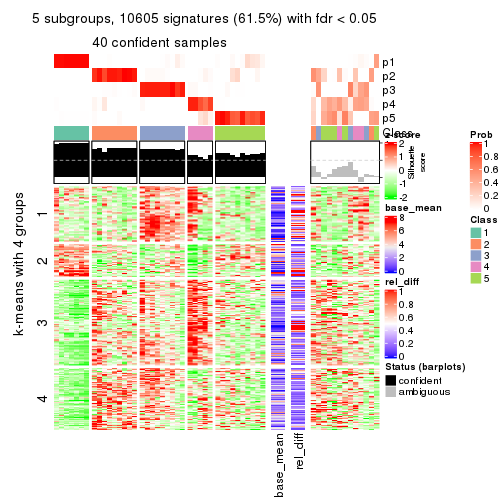 5 subgroups, 10605 signatures (61.5%) with fdr < 0.05
40 confident samples
p1
p2
p3
p4
p5
Class
z-score
2
1
0
-1
-2
Silhouette
score
Prob
1
0.8
0.6
0.4
0.2
0
base_mean
8
6
4
2
0
Class
1
2
3
4
5
rel_diff
1
0.8
0.6
0.4
0.2
0
Status (barplots)
confident
ambiguous
k-means with 4 groups
1
2
3
4
base_mean
rel_diff